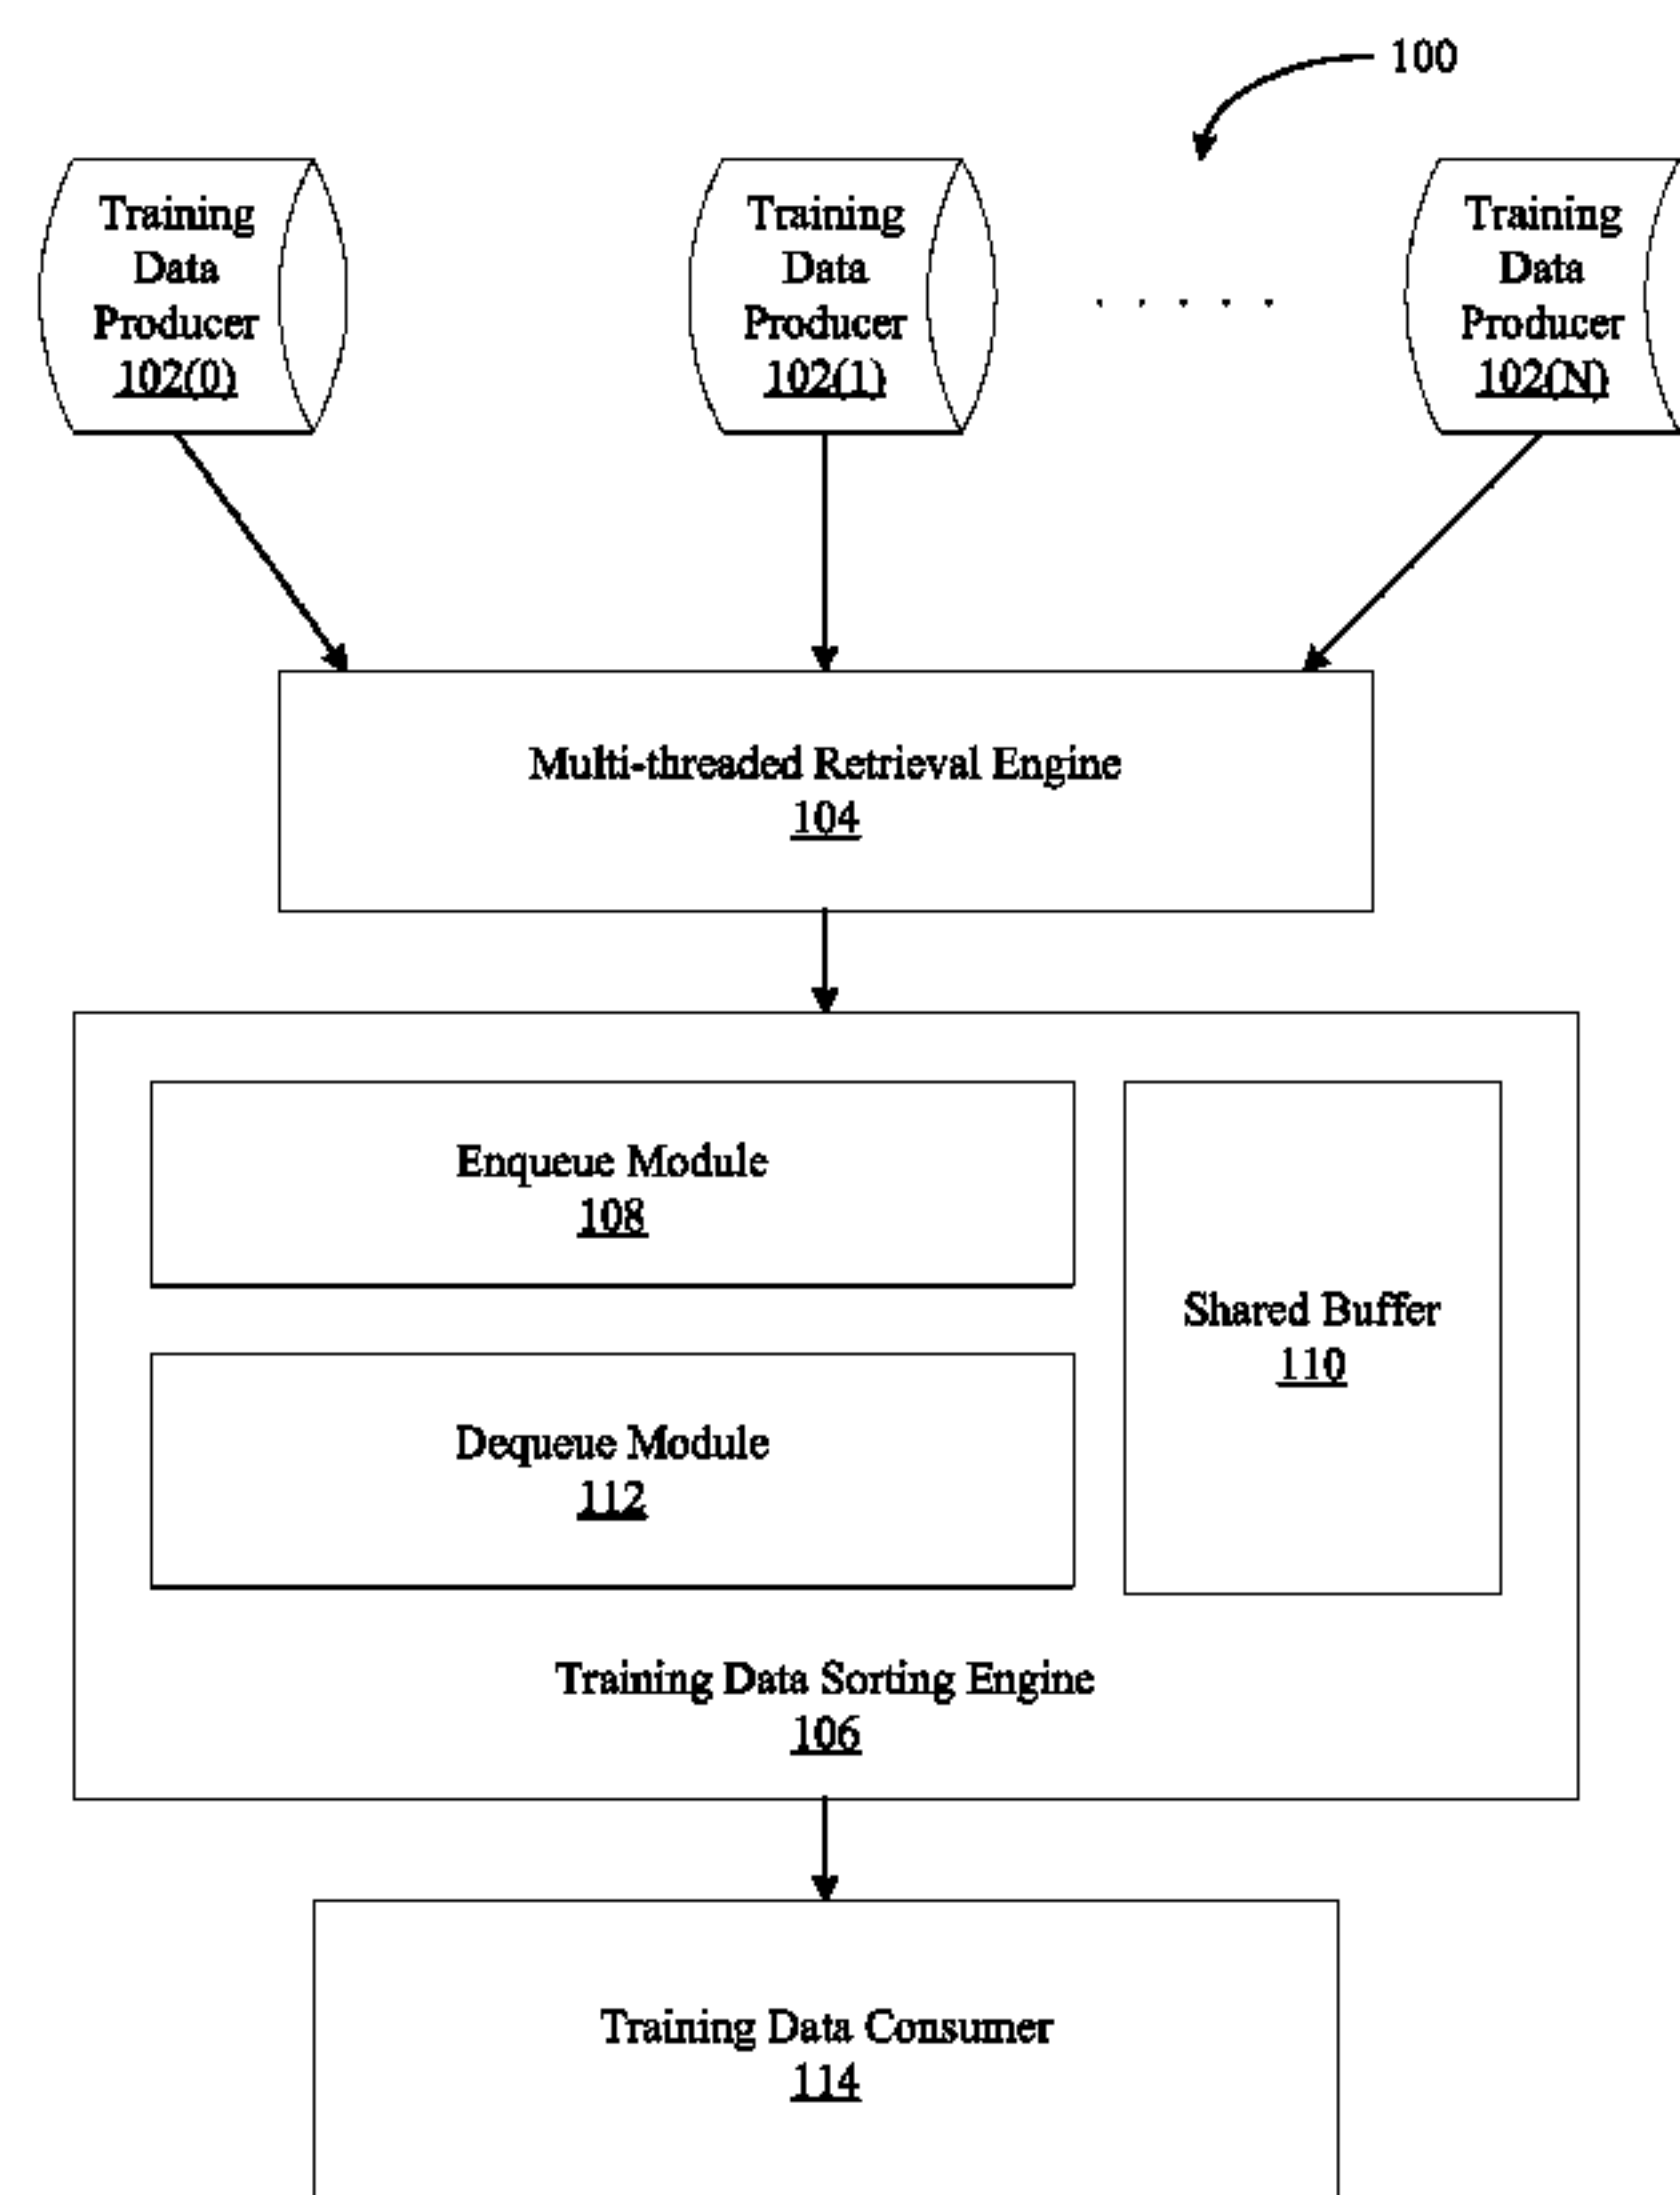 100
Training
Data
Producer
102(0)
Training
Data
Producer
102(1)
Training
Data
Producer
102(N)
Multi-threaded Retrieval Engine
104
Enqueue Module
108
Shared Buffer
110
Dequeue Module
112
Training Data Sorting Engine
106
Training Data Consumer
114